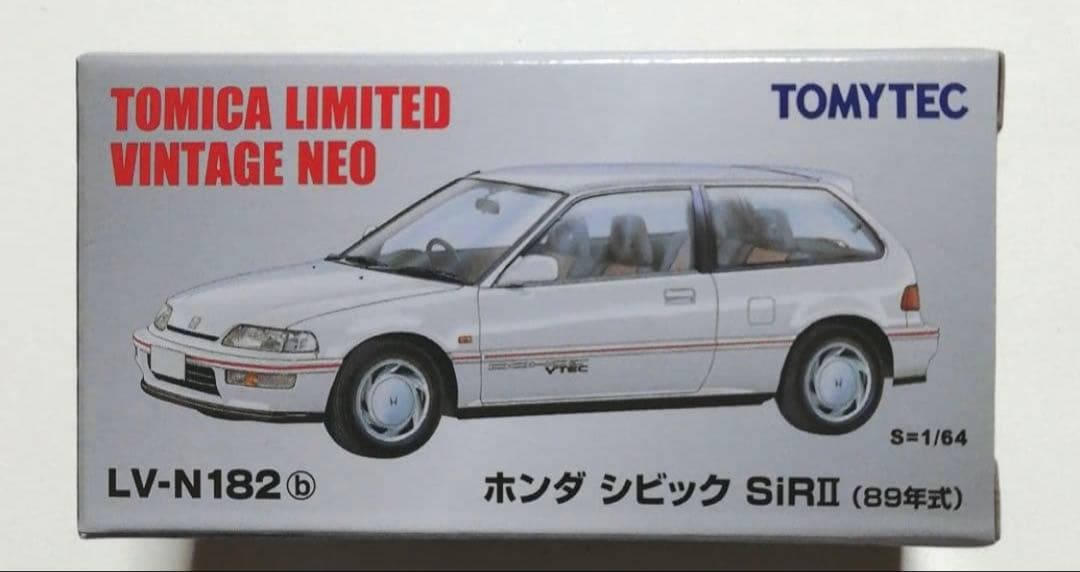 TOMICA LIMITED
VINTAGE NEO
TOMYTEC
VTEC
S=1/64
LV-N182ⓑ
ホンダ シビック SiRⅡ (89年式)